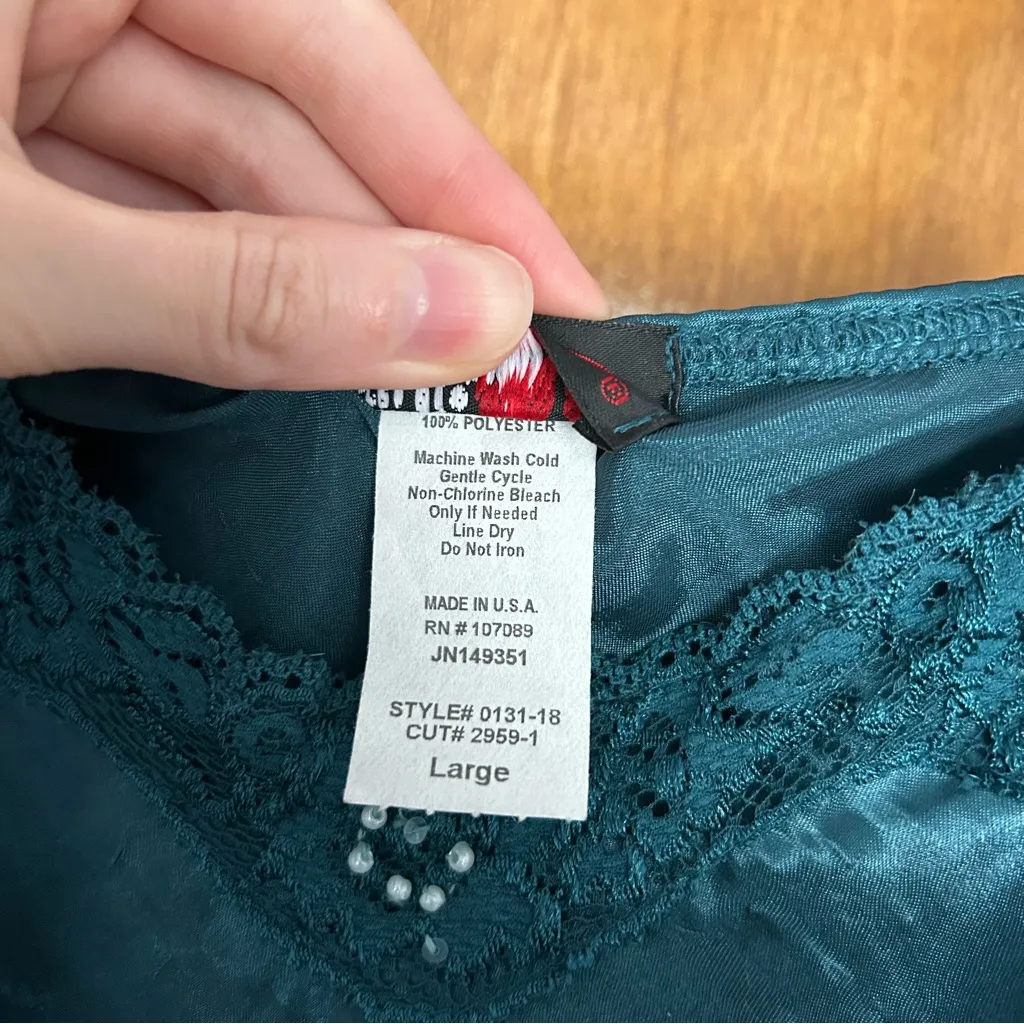 100% POLYESTER
Machine Wash Cold
Gentle Cycle
Non-Chlorine Bleach
Only If Needed
Line Dry
Do Not Iron
MADE IN U.S.A.
RN # 107089
JN149351
STYLE# 0131-18
CUT# 2959-1
Large